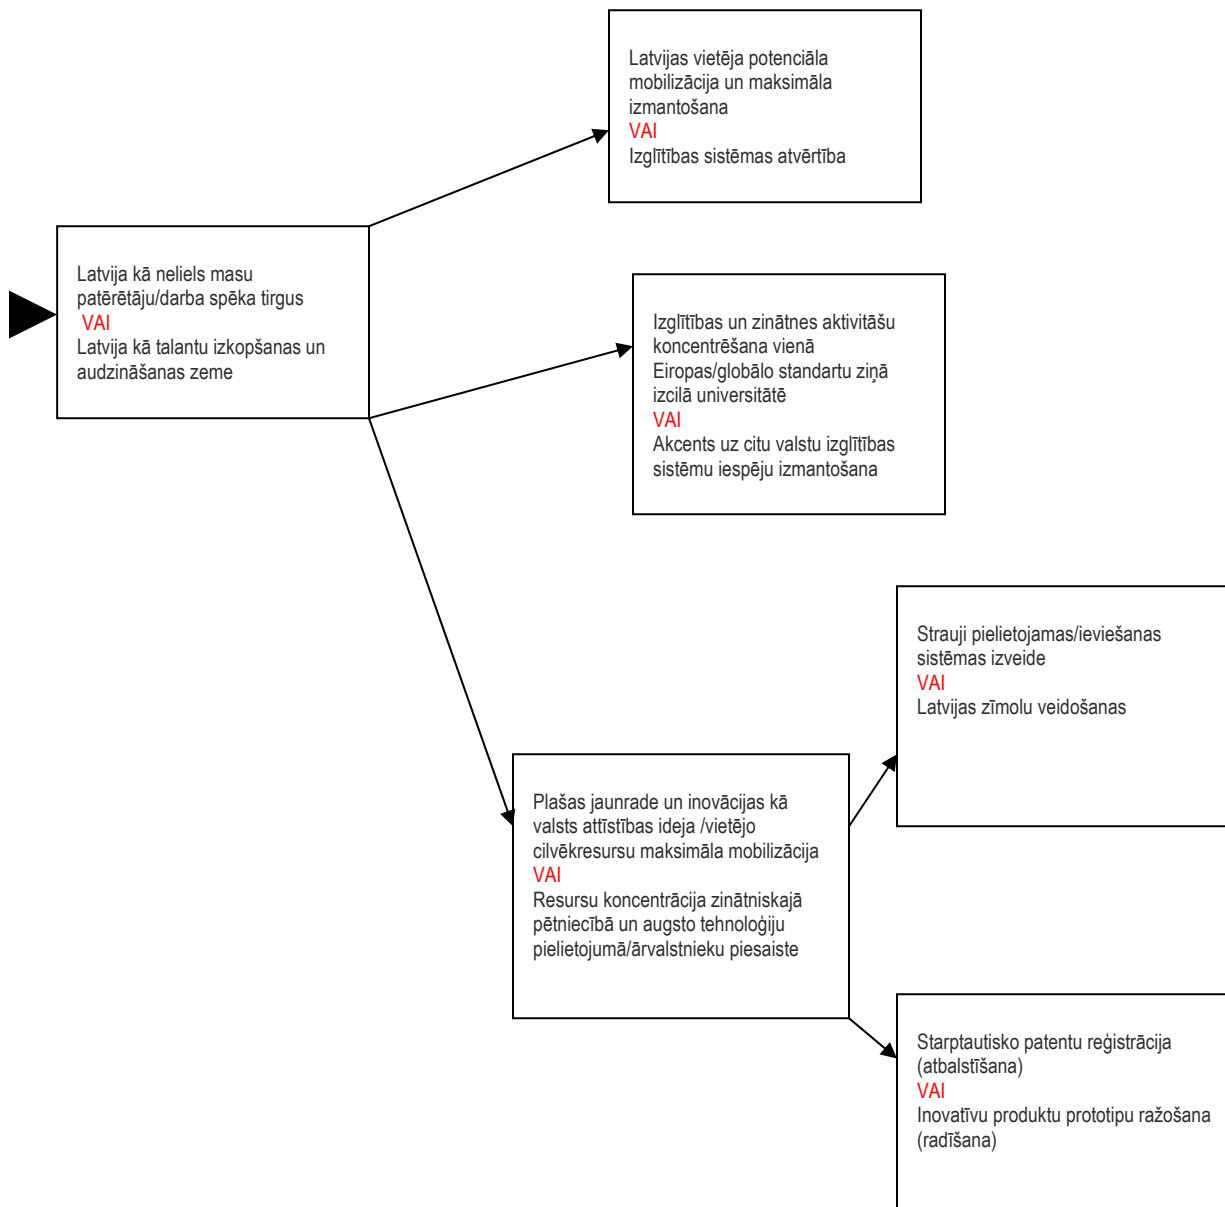 Latvijas vietēja potenciāla
mobilizācija un maksimāla
izmantošana
VAI
Izglītības sistēmas atvērtība
Latvija kā neliels masu
patērētāju/darba spēka tirgus
VAI
Latvija kā talantu izkopšanas un
audzināšanas zeme
Izglītības un zinātnes aktivitāšu
koncentrēšana vienā
Eiropas/globālo standartu ziņā
izcilā universitātē
VAI
Akcents uz citu valstu izglītības
sistēmu iespēju izmantošana
Strauji pielietojamas/ieviešanas
sistēmas izveide
VAI
Latvijas zīmolu veidošanas
Plašas jaunrade un inovācijas kā
valsts attīstības ideja /vietējo
cilvēkresursu maksimāla mobilizācija
VAI
Resursu koncentrācija zinātniskajā
pētniecībā un augsto tehnoloģiju
pielietojumā/ārvalstnieku piesaiste
Starptautisko patentu reģistrācija
(atbalstīšana)
VAI
Inovatīvu produktu prototipu ražošana
(radīšana)